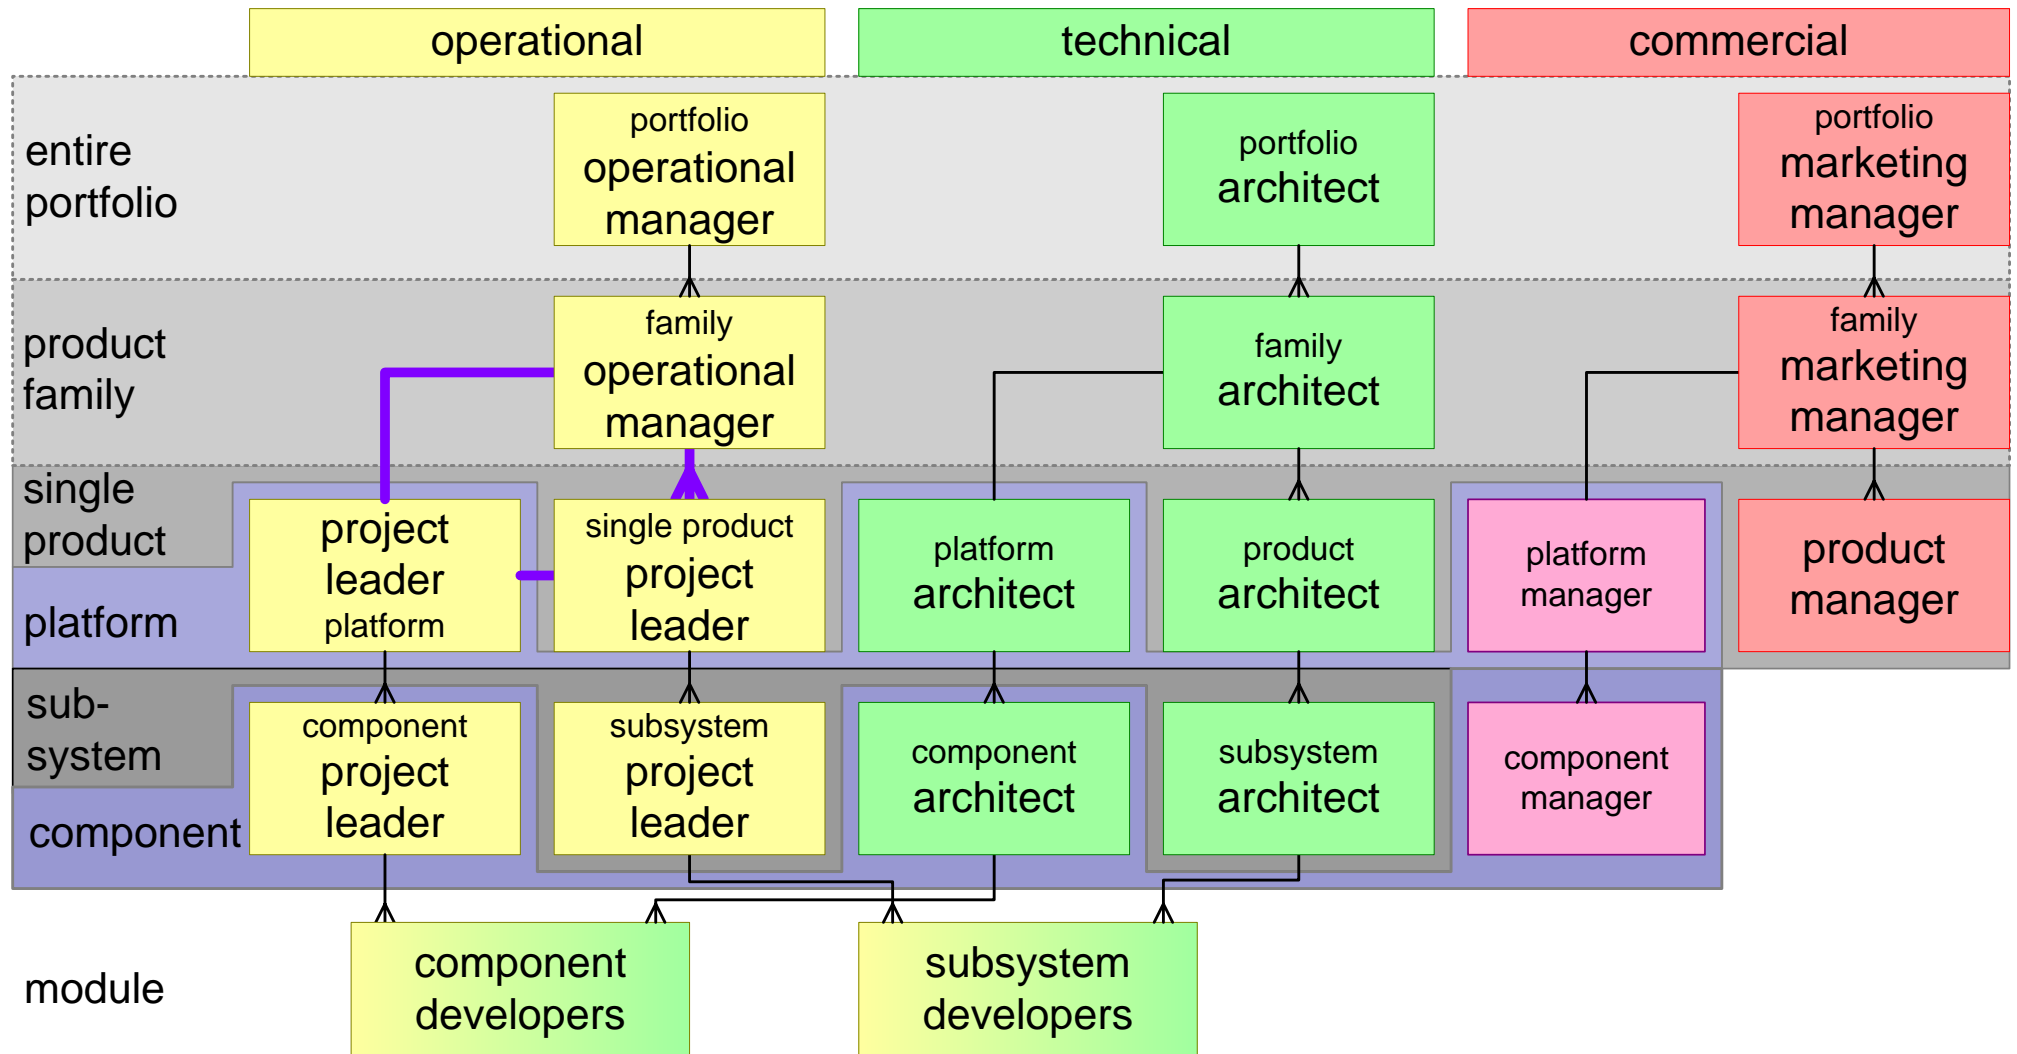 operational
technical
commercial
entire
portfolio
portfolio
operational
manager
portfolio
architect
portfolio
marketing
manager
product
family
family
operational
manager
family
architect
family
marketing
manager
single
product
platform
project
leader
platform
single product
project
leader
platform
architect
product
architect
platform
manager
product
manager
sub-
system
component
component
project
leader
subsystem
project
leader
component
architect
subsystem
architect
component
manager
module
component
developers
subsystem
developers